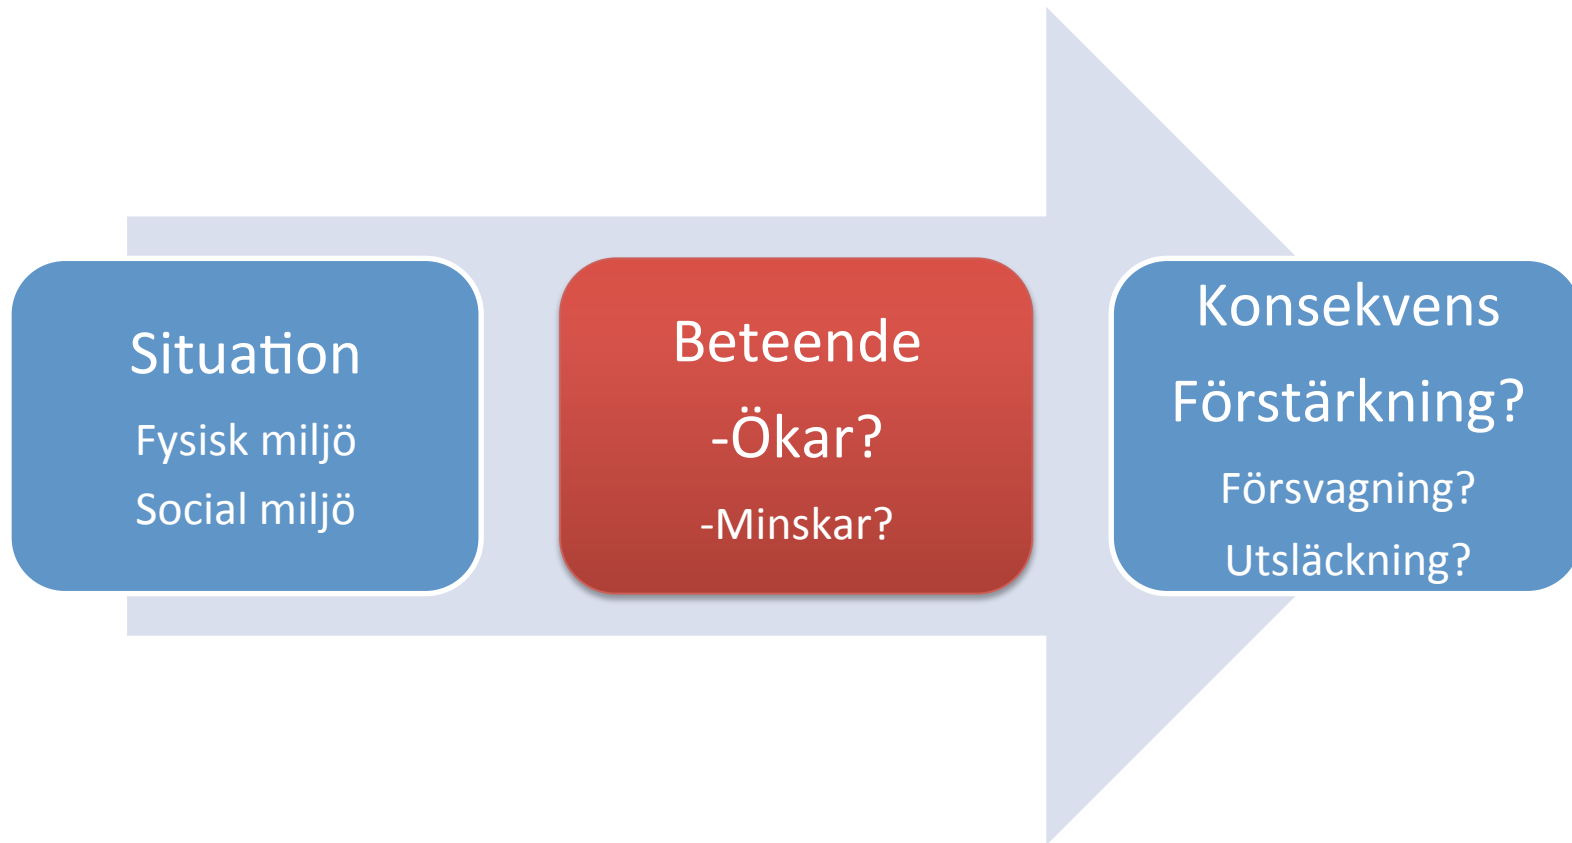 Situation
Fysisk miljö
Social miljö
Beteende
-Ökar?
-Minskar?
Konsekvens
Förstärkning?
Försvagning?
Utsläckning?